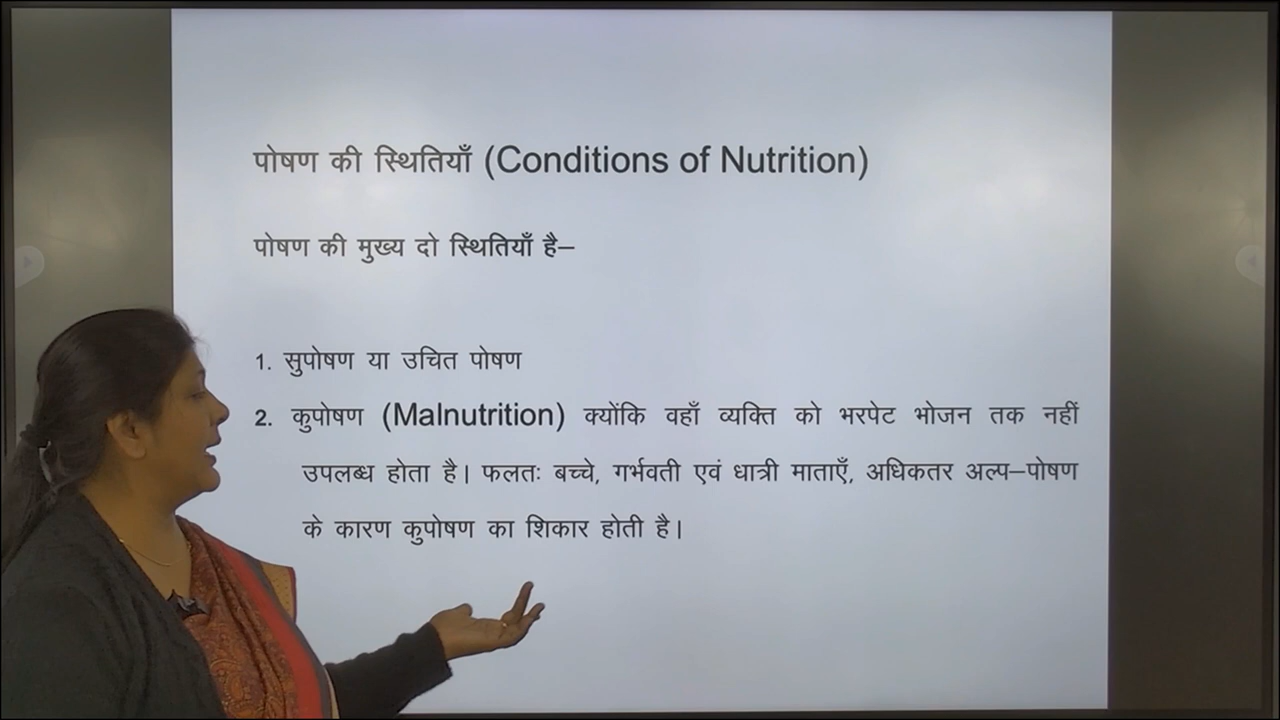 पोषण की स्थितियाँ (Conditions of Nutrition)
पोषण की मुख्य दो स्थितियाँ है–
1. सुपोषण या उचित पोषण
2. कुपोषण (Malnutrition) क्योंकि वहाँ व्यक्ति को भरपेट भोजन तक नहीं
उपलब्ध होता है। फलतः बच्चे, गर्भवती एवं धात्री माताएँ, अधिकतर अल्प–पोषण
के कारण कुपोषण का शिकार होती है।